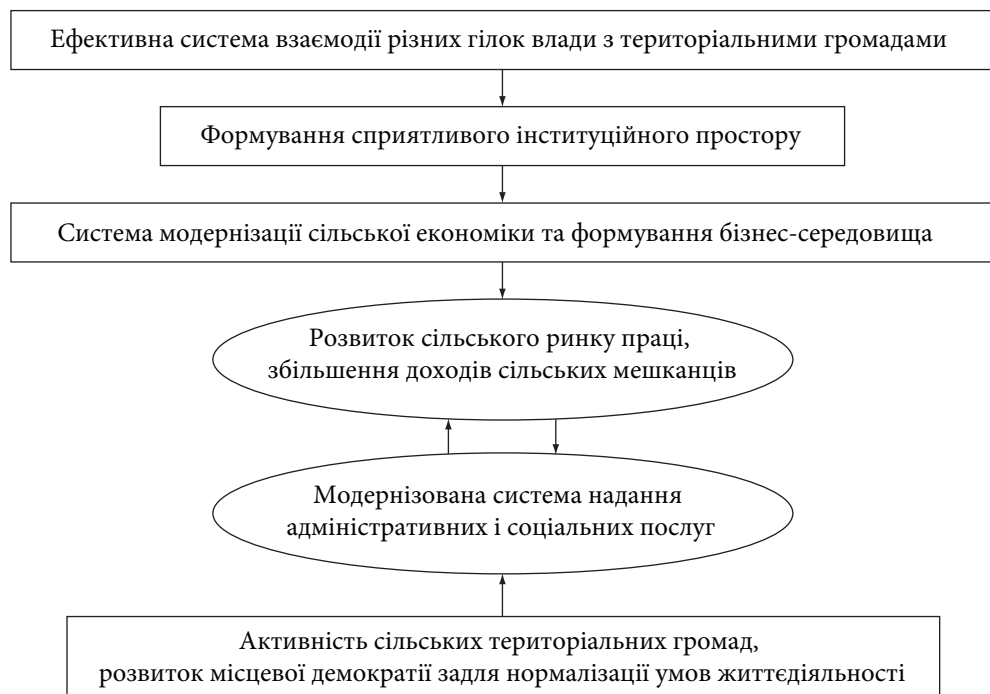 Ефективна система взаємодії різних гілок влади з територіальними громадами
Формування сприятливого інституційного простору
Система модернізації сільської економіки та формування бізнес-середовища
Розвиток сільського ринку праці,
збільшення доходів сільських мешканців
Модернізована система надання
адміністративних і соціальних послуг
Активність сільських територіальних громад,
розвиток місцевої демократії задля нормалізації умов життєдіяльності